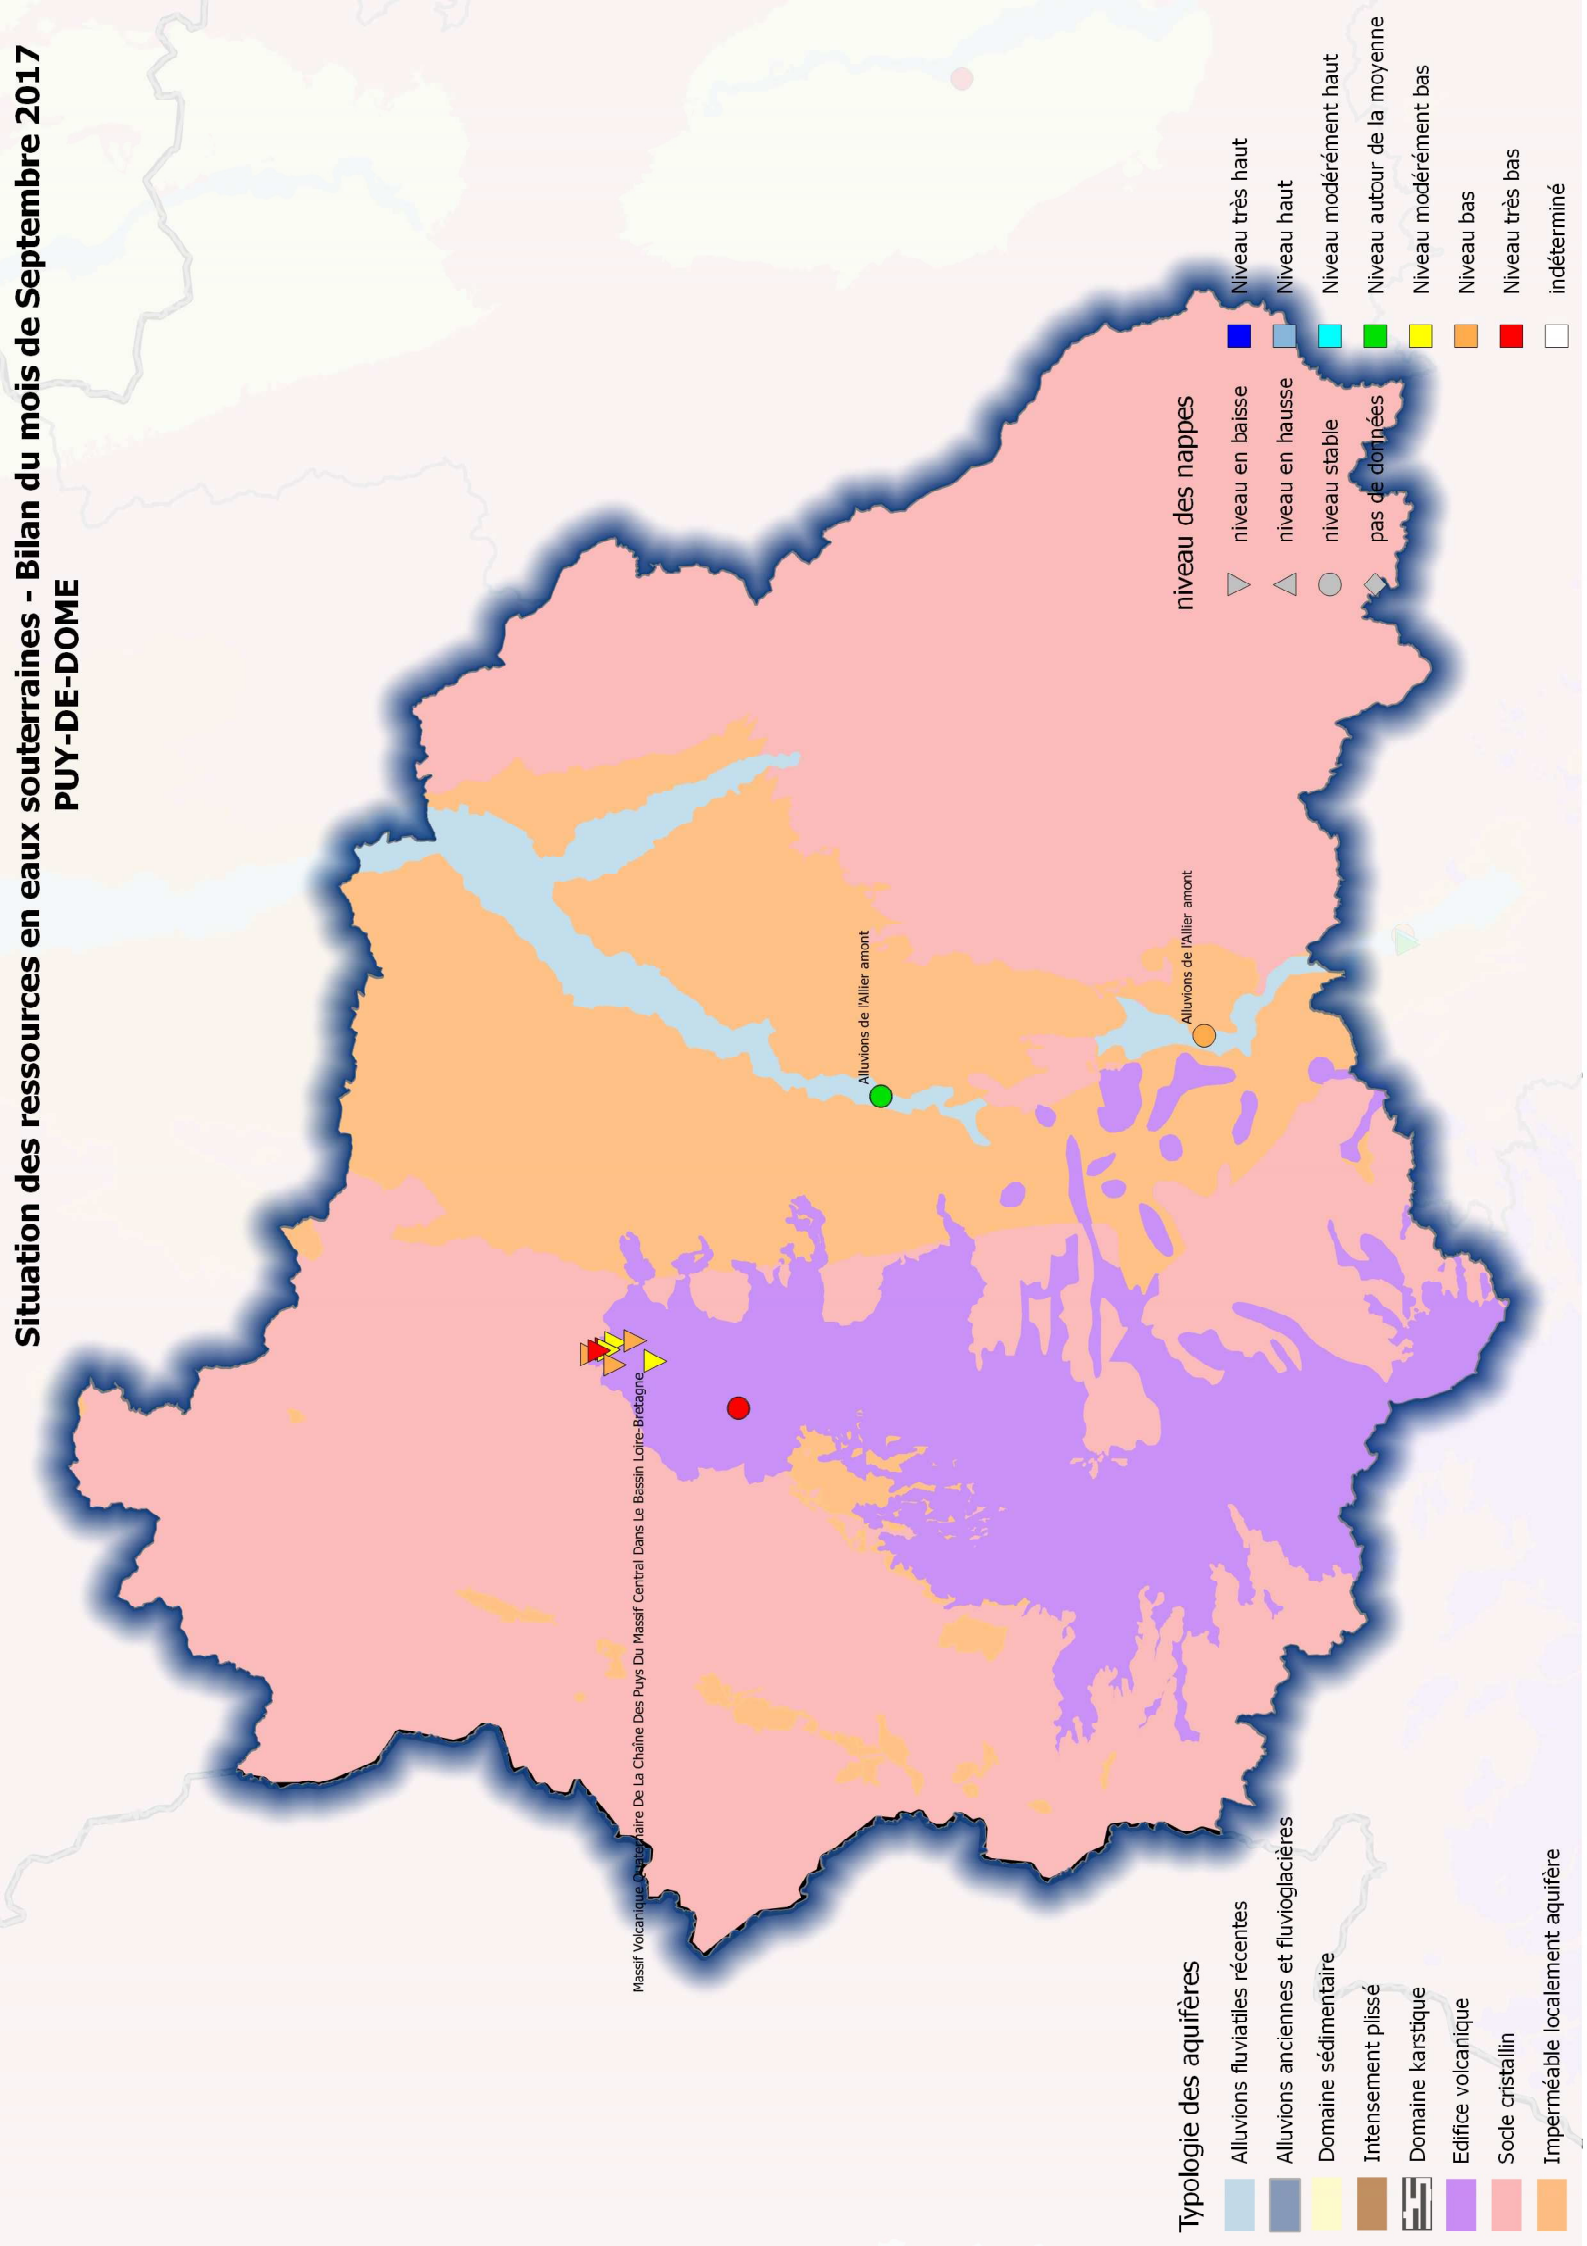 Situation des ressources en eaux souterraines - Bilan du mois de Septembre 2017
PUY-DE-DOME
Massif Volcanique Quaternaire De La Chaîne Des Puys Du Massif Central Dans Le Bassin Loire-Bretagne
Alluvions de l'Allier amont
Alluvions de l'Allier amont
Typologie des aquifères
Alluvions fluviatiles récentes
Alluvions anciennes et fluvioglacières
Domaine sédimentaire
Intensement plissé
Domaine karstique
Edifice volcanique
Socle cristallin
Imperméable localement aquifère
niveau des nappes
niveau en baisse
niveau en hausse
niveau stable
pas de données
Niveau très haut
Niveau haut
Niveau modérément haut
Niveau autour de la moyenne
Niveau modérément bas
Niveau bas
Niveau très bas
indéterminé